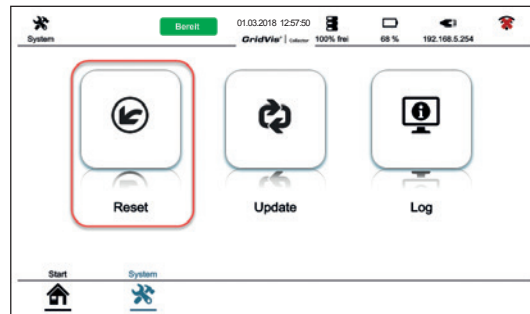 System
Bereit
01.03.2018 12:57:50
GridVis® | Collector
100% frei
68 %
192.168.5.254
Reset
Update
Log
Start
System